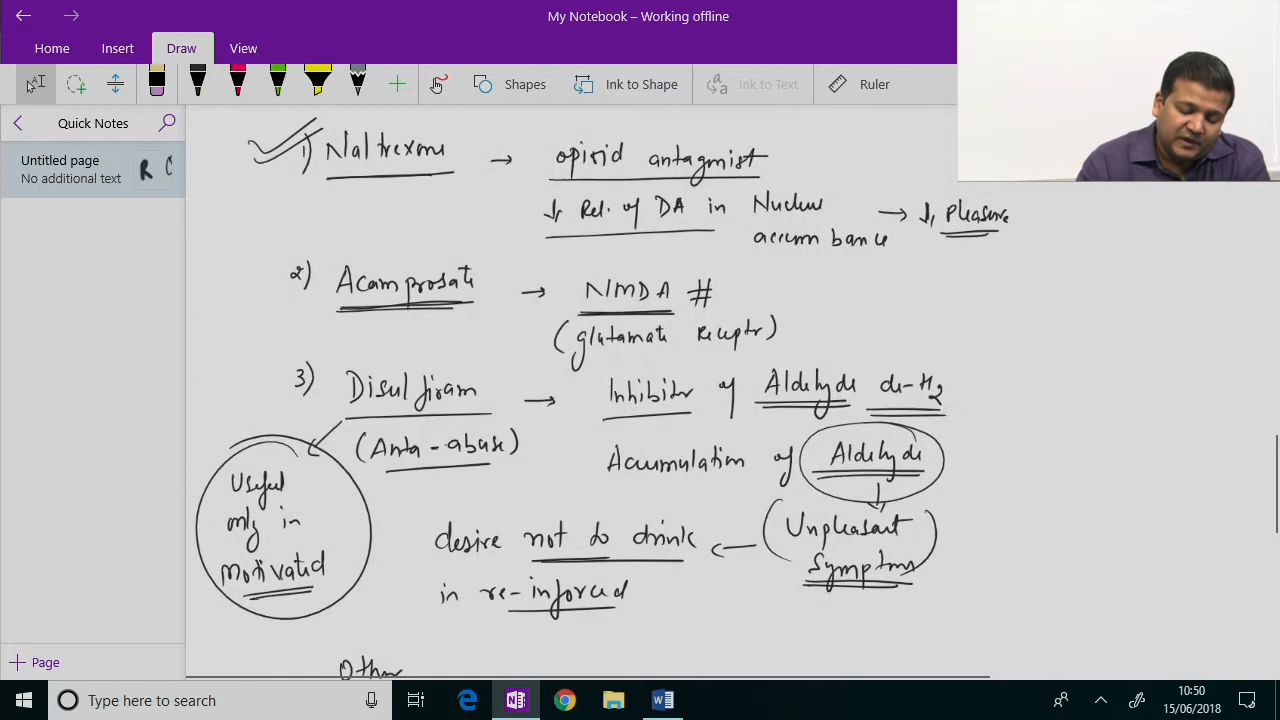 My Notebook – Working offline
Home Insert Draw View
Shapes Ink to Shape Ink to Text Ruler
Quick Notes
Untitled page
No additional text
R C
1) Naltrexone → opioid antagonist
↓ Rel. of DA in Nucleus accumbance → ↓ Pleasure
2) Acamprosate → NMDA #
(glutamate Receptor)
3) Disulfiram → Inhibitor of Aldehyde de-H2
(Anta-abuse)
Acumulation of Aldehyde
Useful
only in
motivated
(Unpleasant
Symptoms)
desire not to drink
in re-inforced
Other
Page
Type here to search
10:50
15/06/2018